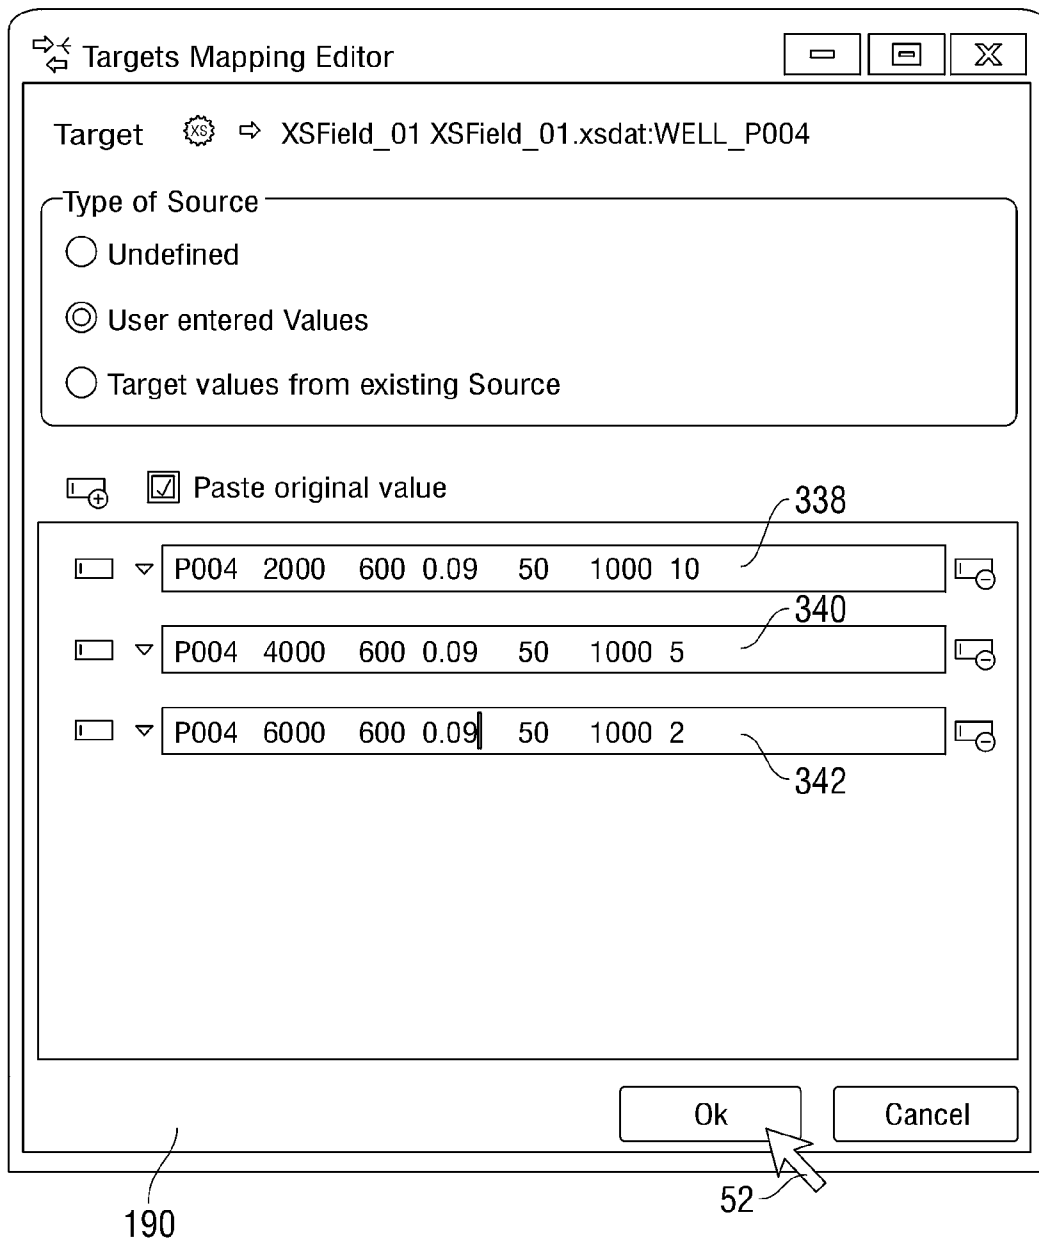 Targets Mapping Editor
Target XS XSField_01 XSField_01.xsdat:WELL_P004
Type of Source
Undefined
User entered Values
Target values from existing Source
Paste original value
338
P004 2000 600 0.09 50 1000 10
340
P004 4000 600 0.09 50 1000 5
P004 6000 600 0.09 50 1000 2
342
Ok Cancel
52
190